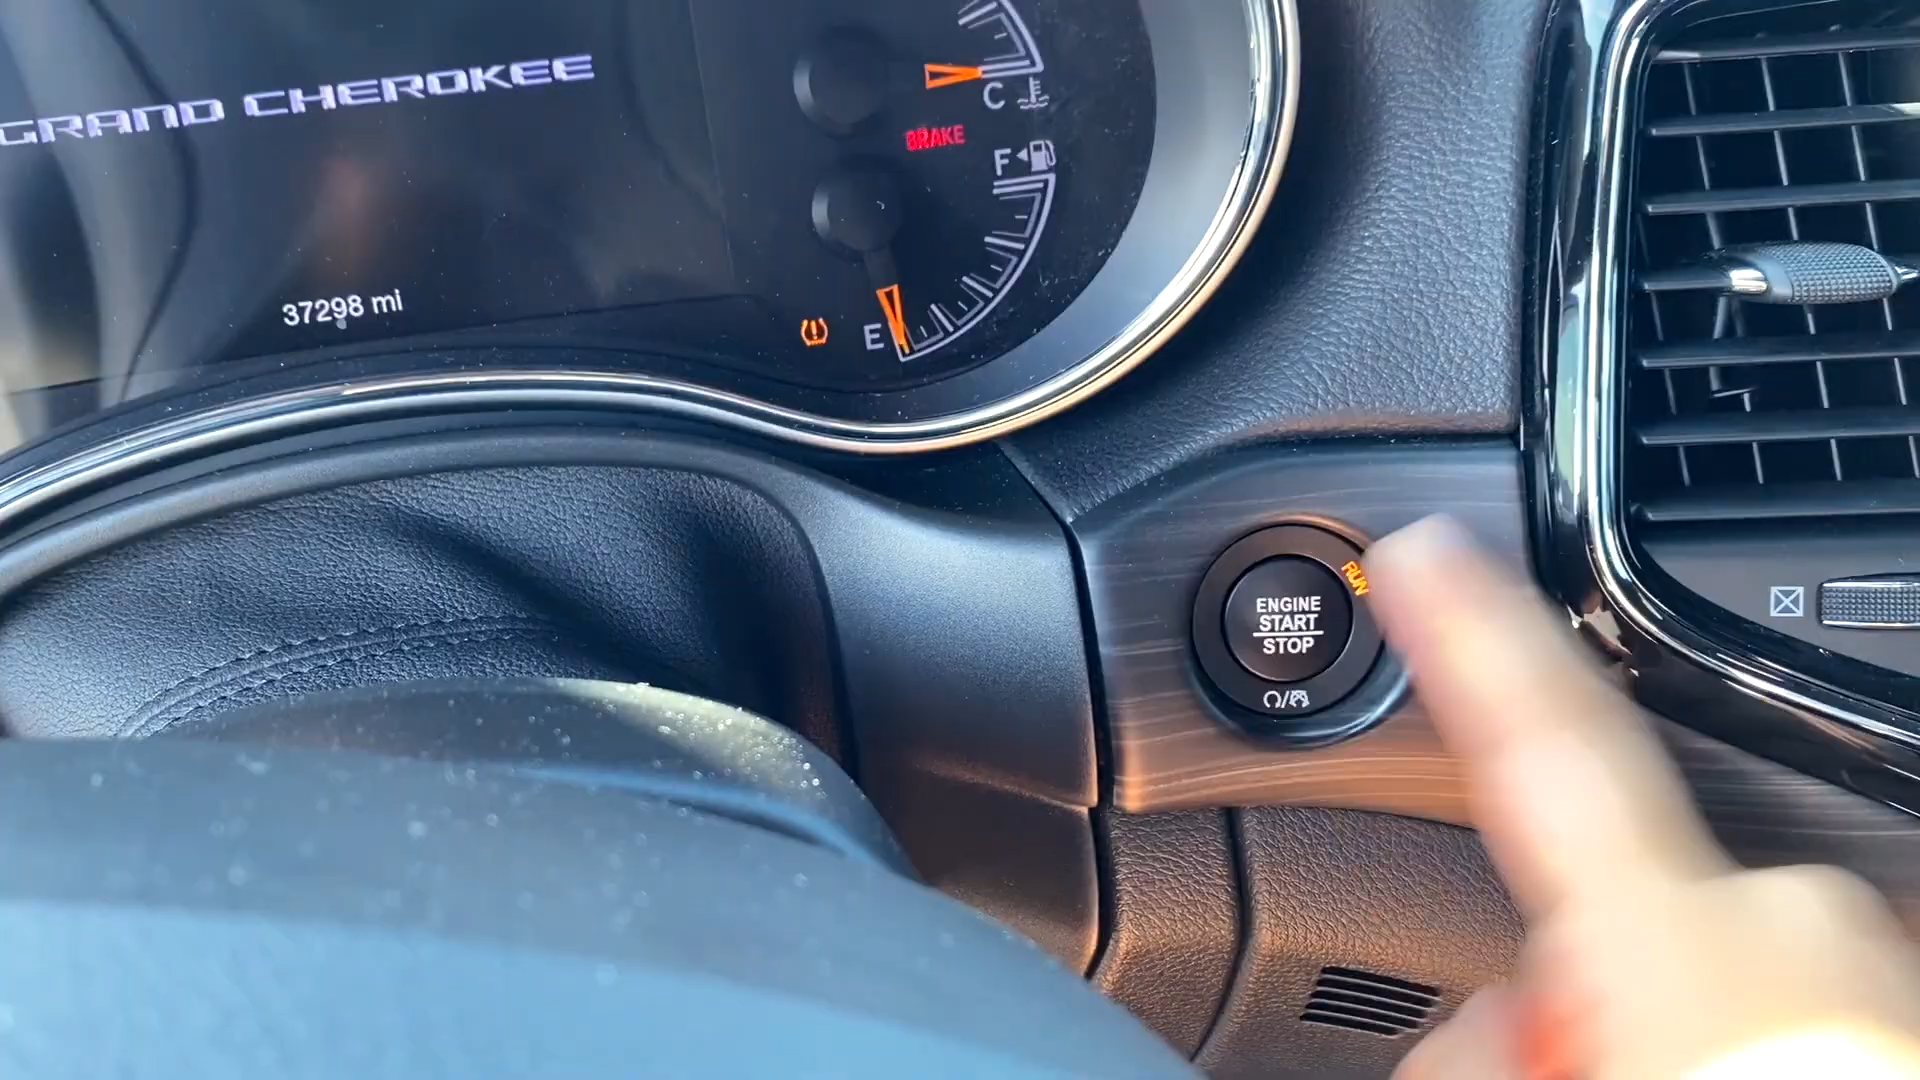 GRAND CHEROKEE
C
BRAKE
F
37298 mi
E
RUN
ENGINE
START
STOP